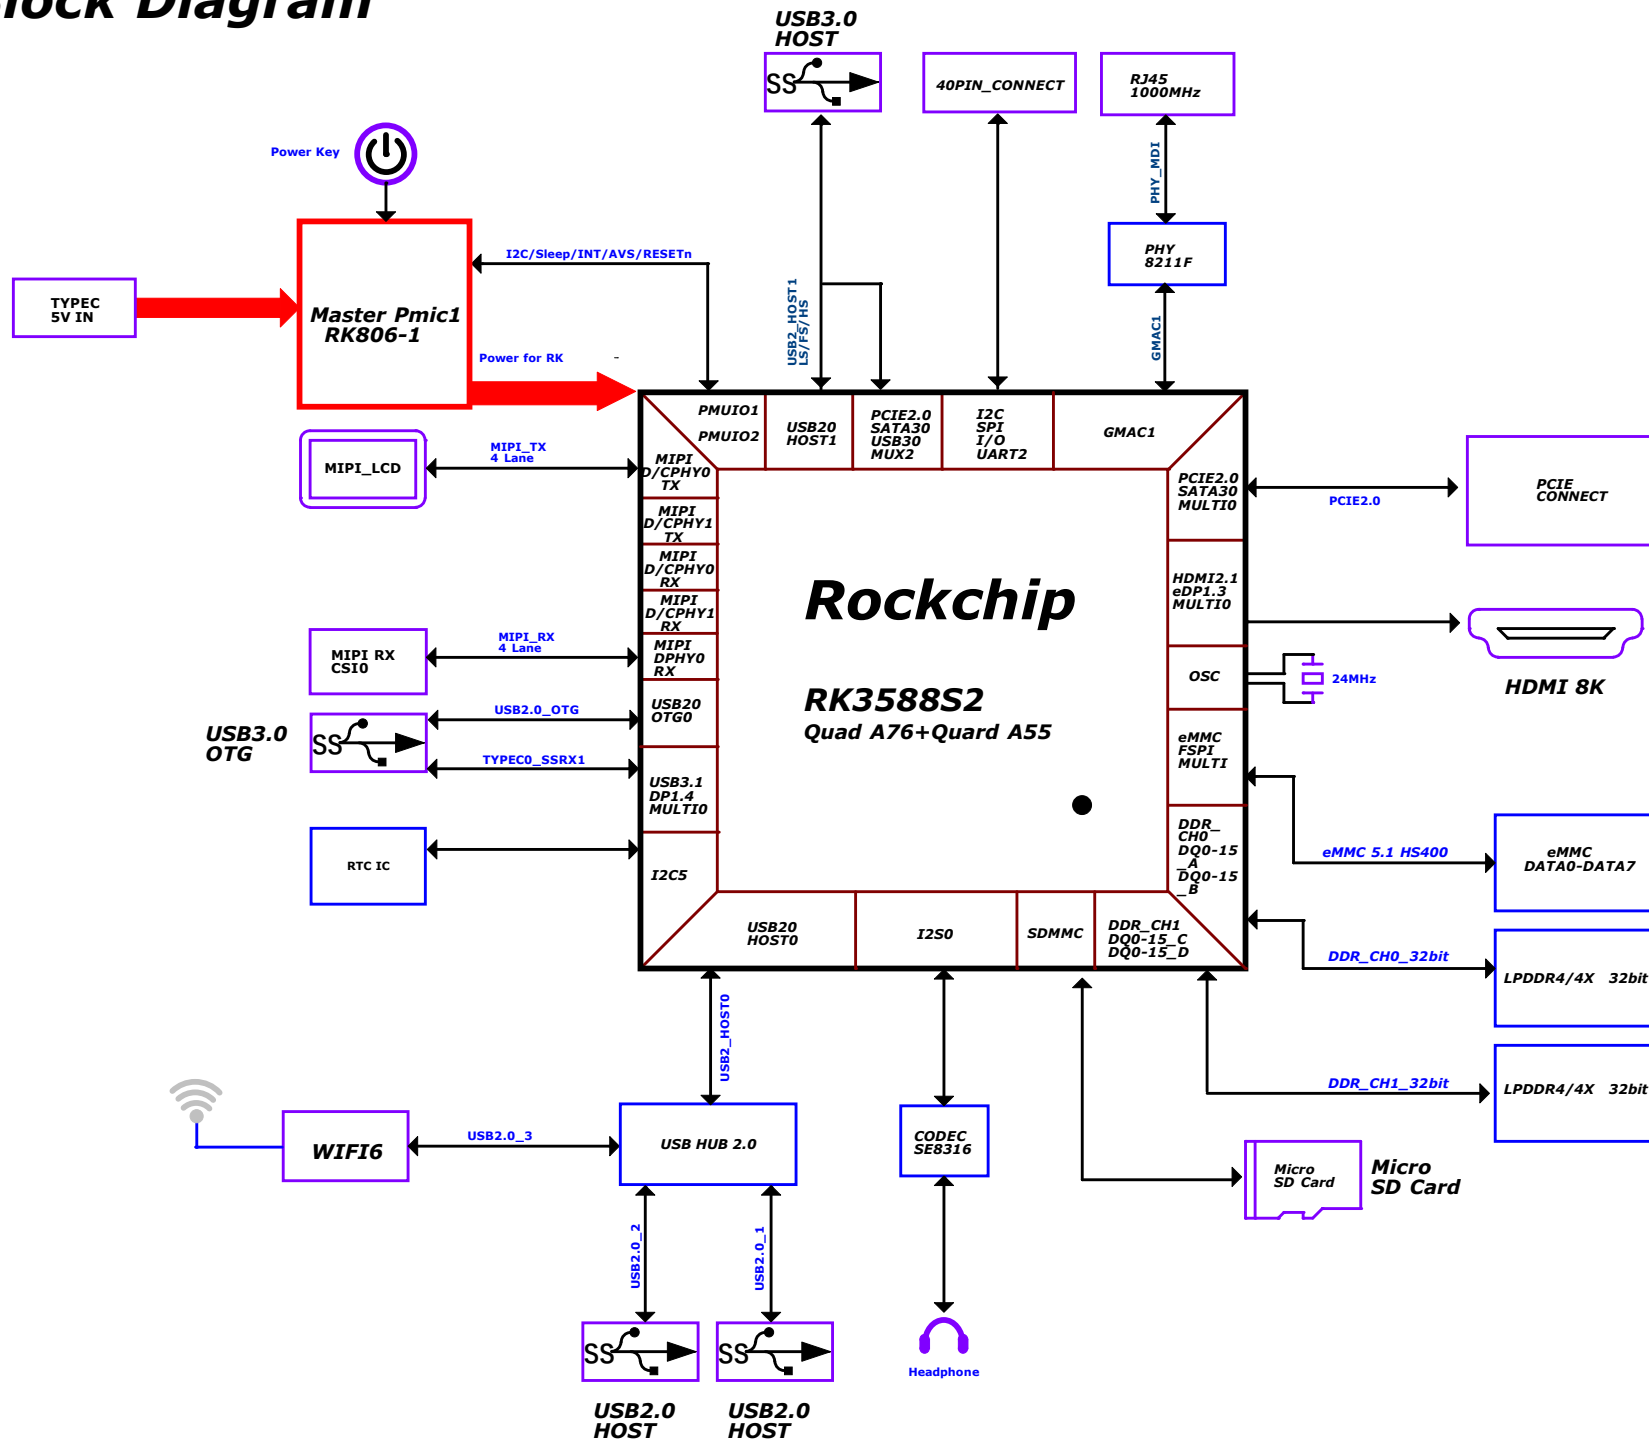 lock Diagram
USB3.0
HOST
SS
40PIN_CONNECT
RJ45
1000MHz
Power Key
PHY_MDI
I2C/Sleep/INT/AVS/RESETn
PHY
8211F
TYPEC
5V IN
Master Pmic1
RK806-1
USB2_HOST1
LS/FS/HS
GMAC1
Power for RK -
PMUIO1
PMUIO2
USB20
HOST1
PCIE2.0
SATA30
USB30
MUX2
I2C
SPI
I/O
UART2
GMAC1
MIPI_LCD
MIPI_TX
4 Lane
MIPI
D/CPHY0
TX
MIPI
D/CPHY1
TX
MIPI
D/CPHY0
RX
MIPI
D/CPHY1
RX
MIPI
DPHY0
RX
USB20
OTG0
USB3.1
DP1.4
MULTI0
I2C5
PCIE2.0
SATA30
MULTI0
PCIE2.0
PCIE
CONNECT
HDMI2.1
eDP1.3
MULTI0
Rockchip
RK3588S2
Quad A76+Quard A55
OSC
24MHz
HDMI 8K
MIPI RX
CSI0
MIPI_RX
4 Lane
USB3.0
OTG
SS
USB2.0_OTG
TYPEC0_SSRX1
RTC IC
eMMC
FSPI
MULTI
DDR_
CH0
DQ0-15
_A
DQ0-15
_B
eMMC 5.1 HS400
eMMC
DATA0-DATA7
USB20
HOST0
I2S0
SDMMC
DDR_CH1
DQ0-15_C
DQ0-15_D
DDR_CH0_32bit
LPDDR4/4X 32bit
USB2_HOST0
DDR_CH1_32bit
LPDDR4/4X 32bit
WIFI6
USB2.0_3
USB HUB 2.0
CODEC
SE8316
Micro
SD Card
Micro
SD Card
USB2.0_2
USB2.0_1
SS
SS
Headphone
USB2.0
HOST
USB2.0
HOST